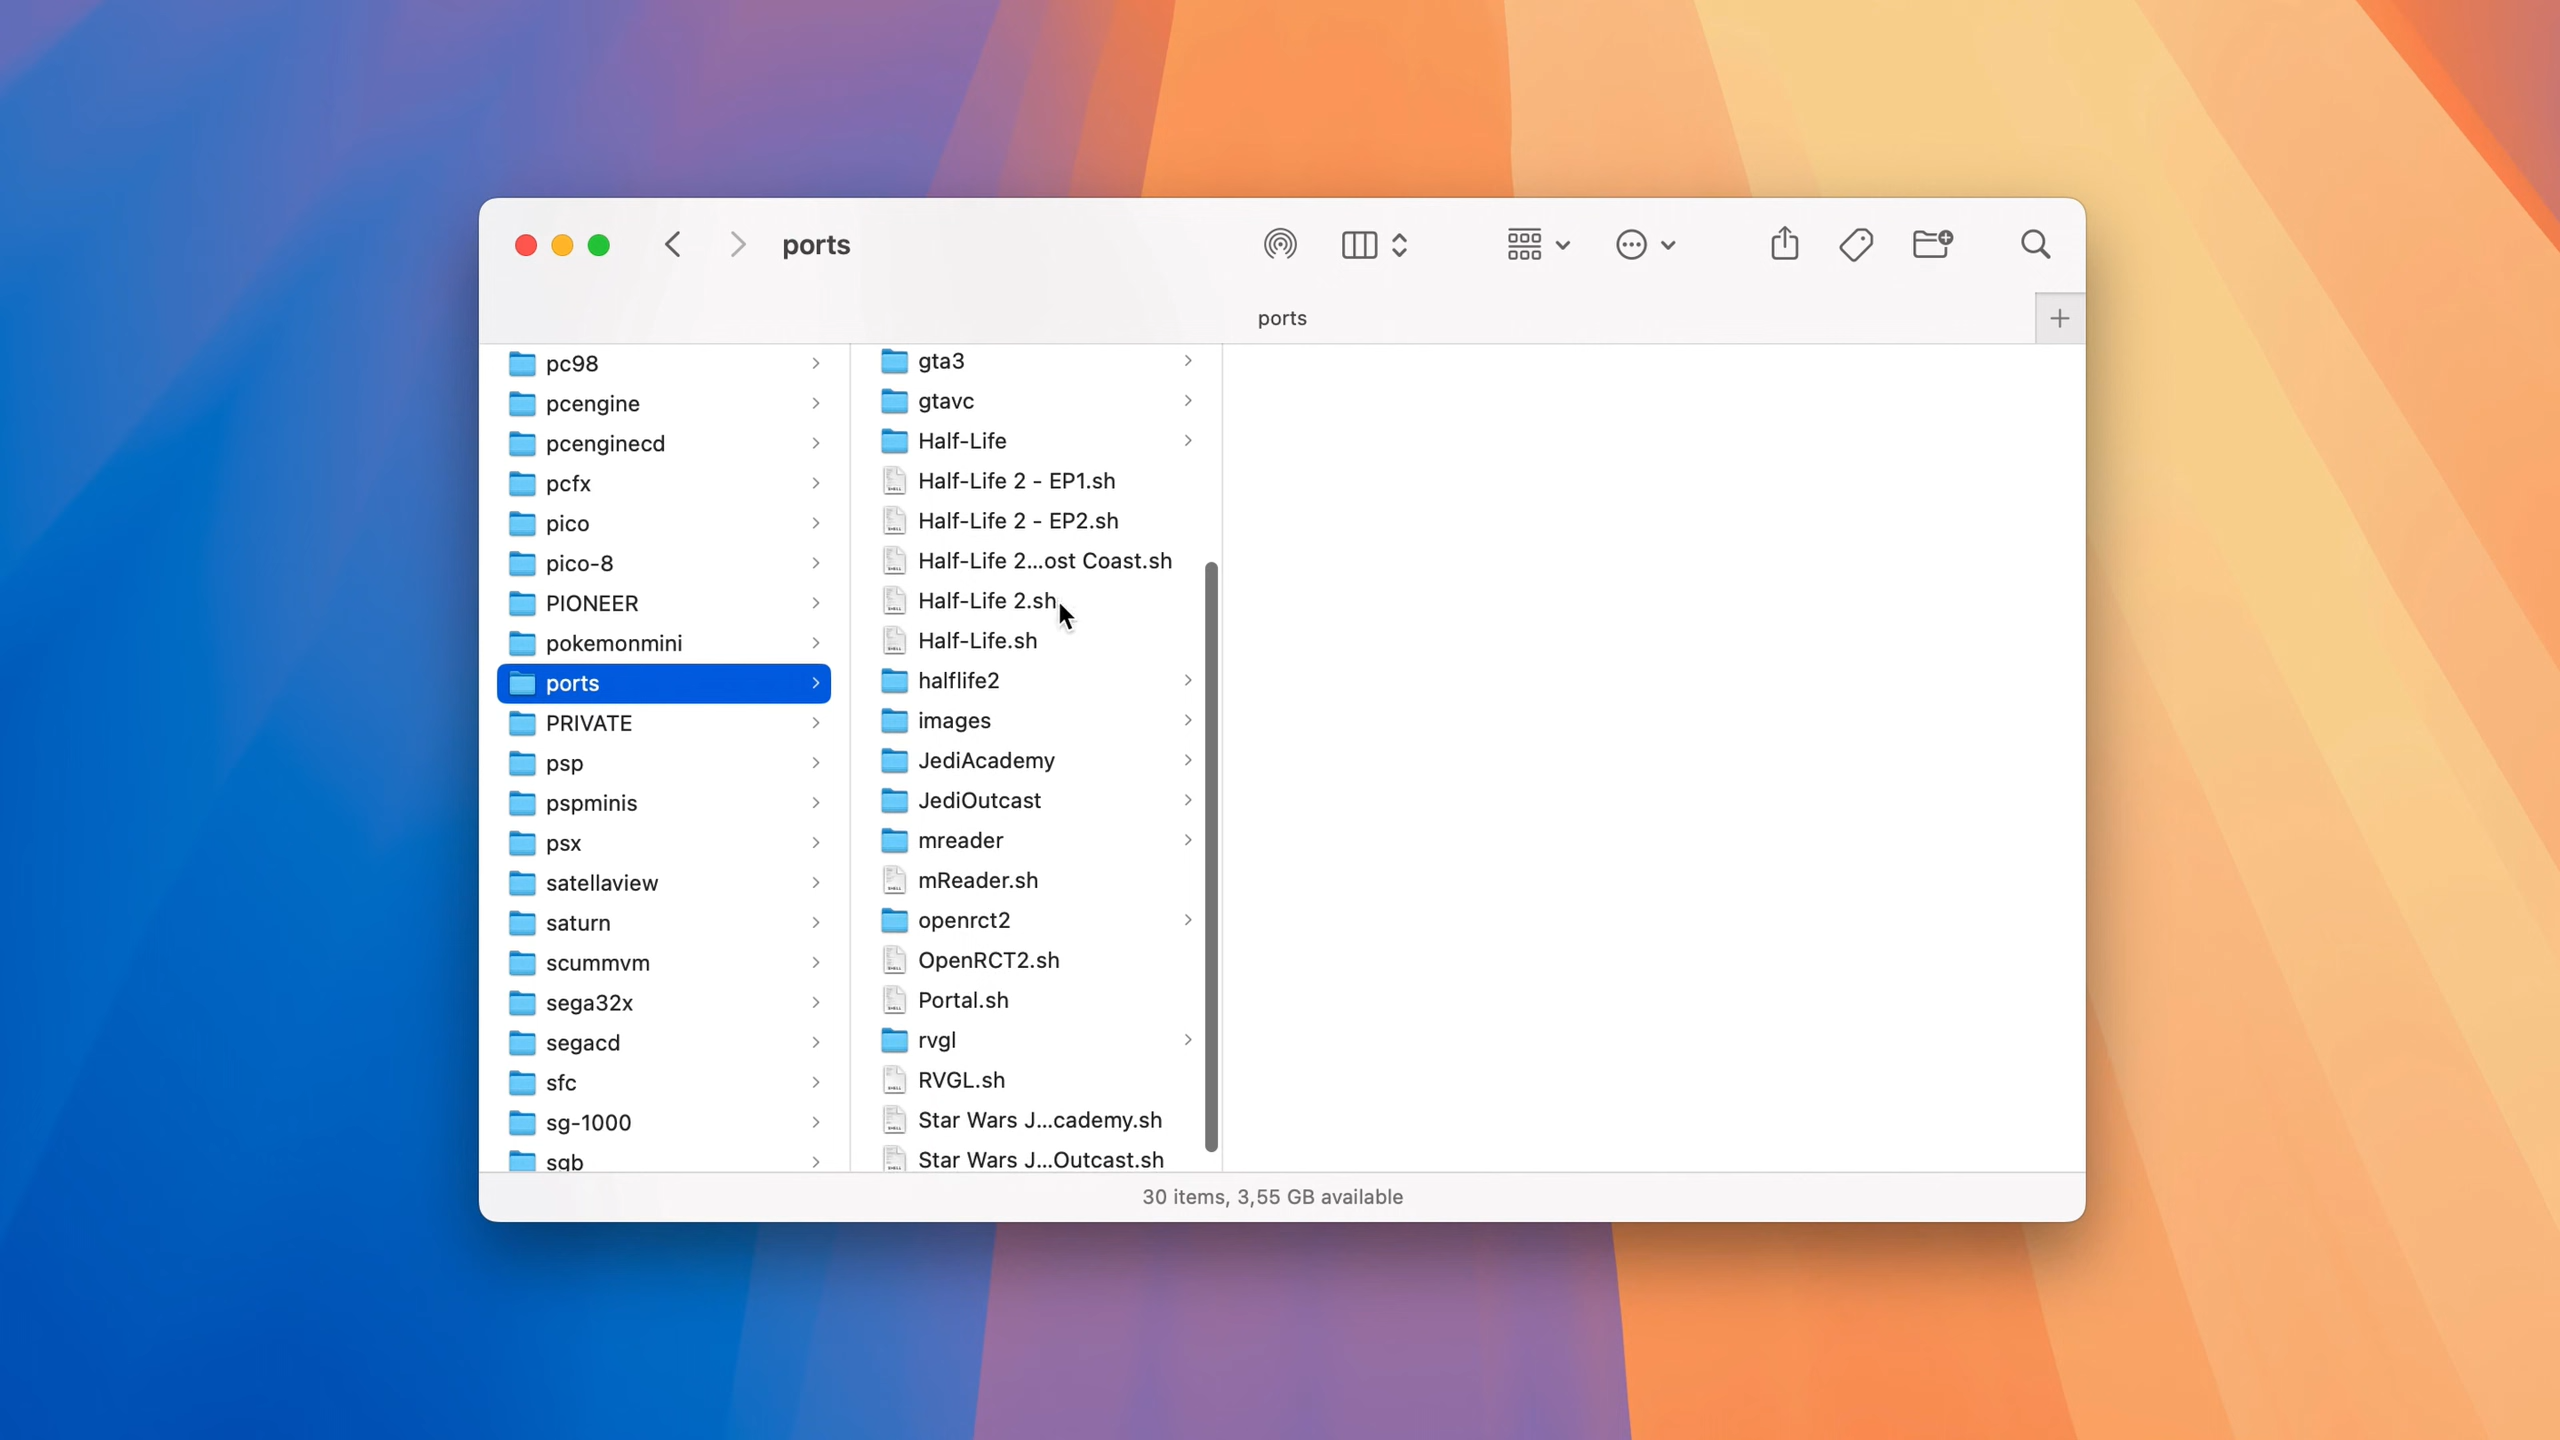 ports
ports
pc98
pcengine
pcenginecd
pcfx
pico
pico-8
PIONEER
pokemonmini
ports
PRIVATE
psp
pspminis
psx
satellaview
saturn
scummvm
sega32x
segacd
sfc
sg-1000
sgb
gta3
gtavc
Half-Life
Half-Life 2 - EP1.sh
Half-Life 2 - EP2.sh
Half-Life 2...ost Coast.sh
Half-Life 2.sh
Half-Life.sh
halflife2
images
JediAcademy
JediOutcast
mreader
mReader.sh
openrct2
OpenRCT2.sh
Portal.sh
rvgl
RVGL.sh
Star Wars J...cademy.sh
Star Wars J...Outcast.sh
30 items, 3,55 GB available